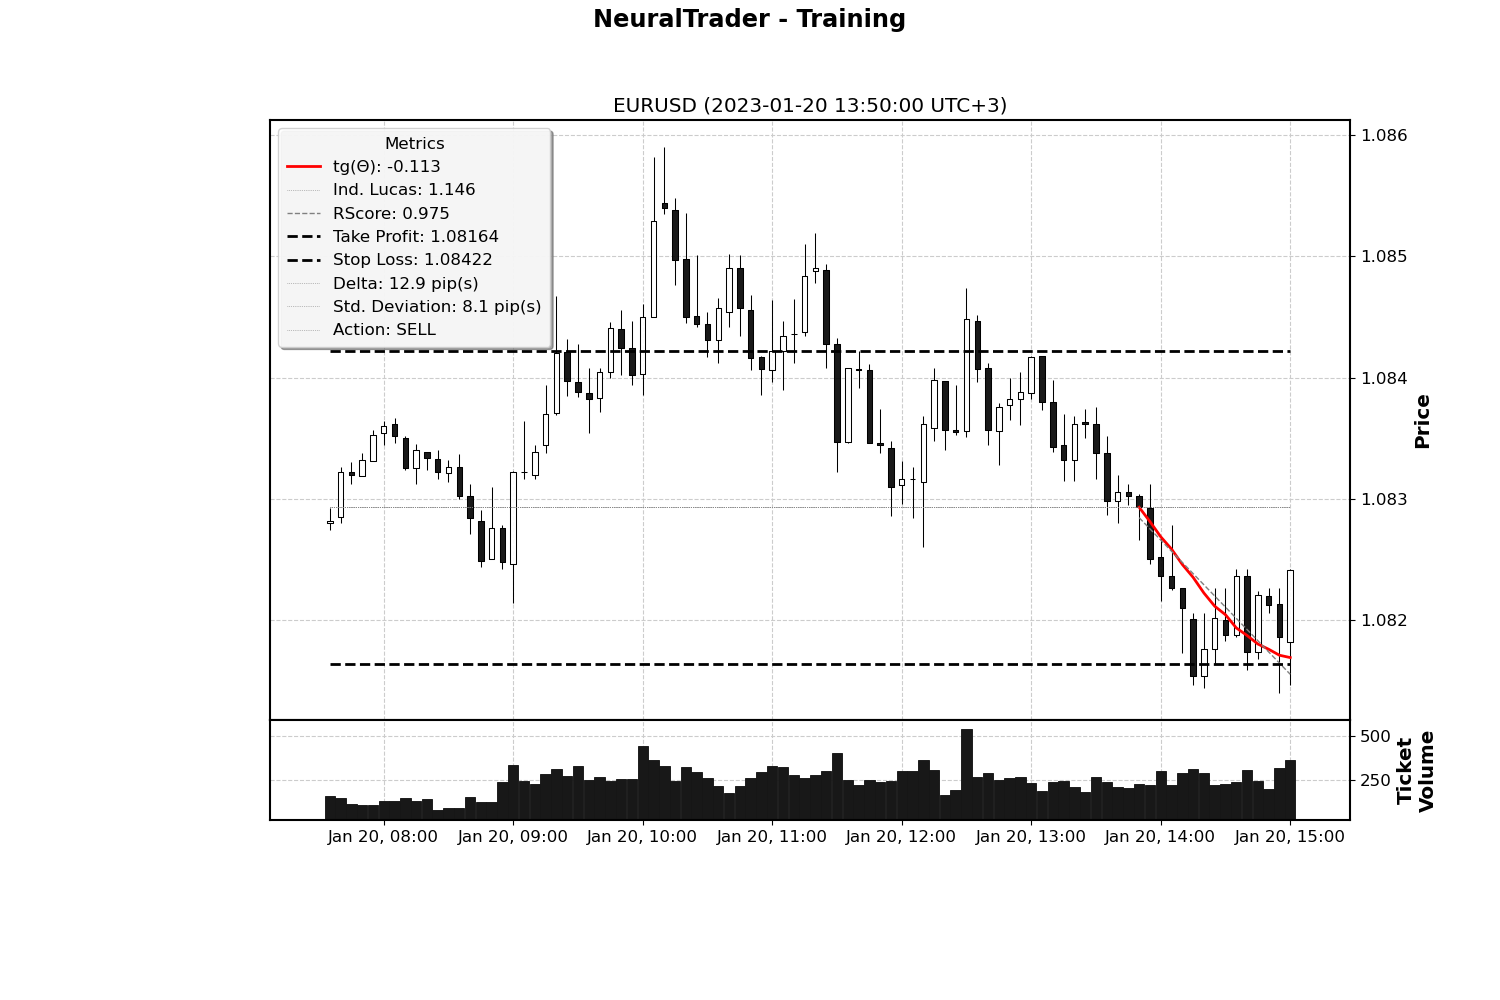 NeuralTrader - Training
EURUSD (2023-01-20 13:50:00 UTC+3)
Metrics
tg(Θ): -0.113
Ind. Lucas: 1.146
RScore: 0.975
Take Profit: 1.08164
Stop Loss: 1.08422
Delta: 12.9 pip(s)
Std. Deviation: 8.1 pip(s)
Action: SELL
1.086
1.085
1.084
1.083
1.082
Price
500
250
Ticket
Volume
Jan 20, 08:00
Jan 20, 09:00
Jan 20, 10:00
Jan 20, 11:00
Jan 20, 12:00
Jan 20, 13:00
Jan 20, 14:00
Jan 20, 15:00